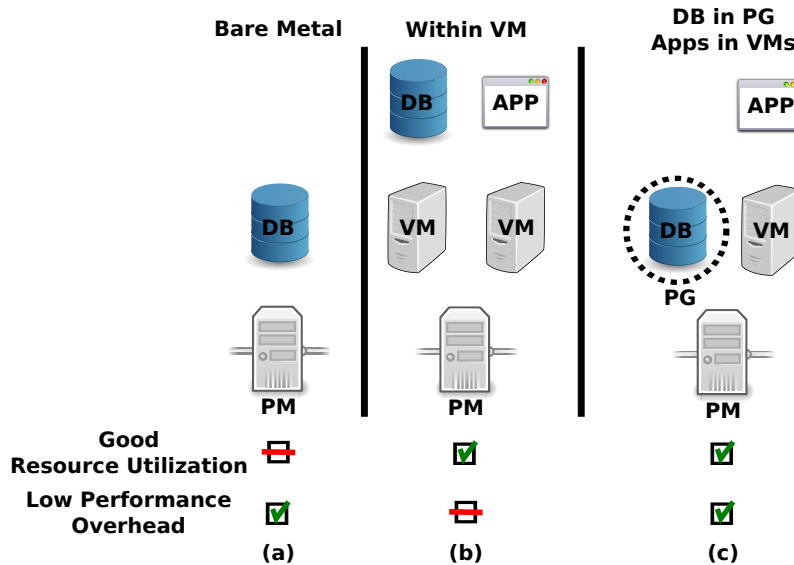 Bare Metal
Within VM
DB in PG
Apps in VMs
DB
APP
APP
DB
VM
VM
DB
VM
PG
PM
PM
PM
Good
Resource Utilization
Low Performance
Overhead
(a)
(b)
(c)